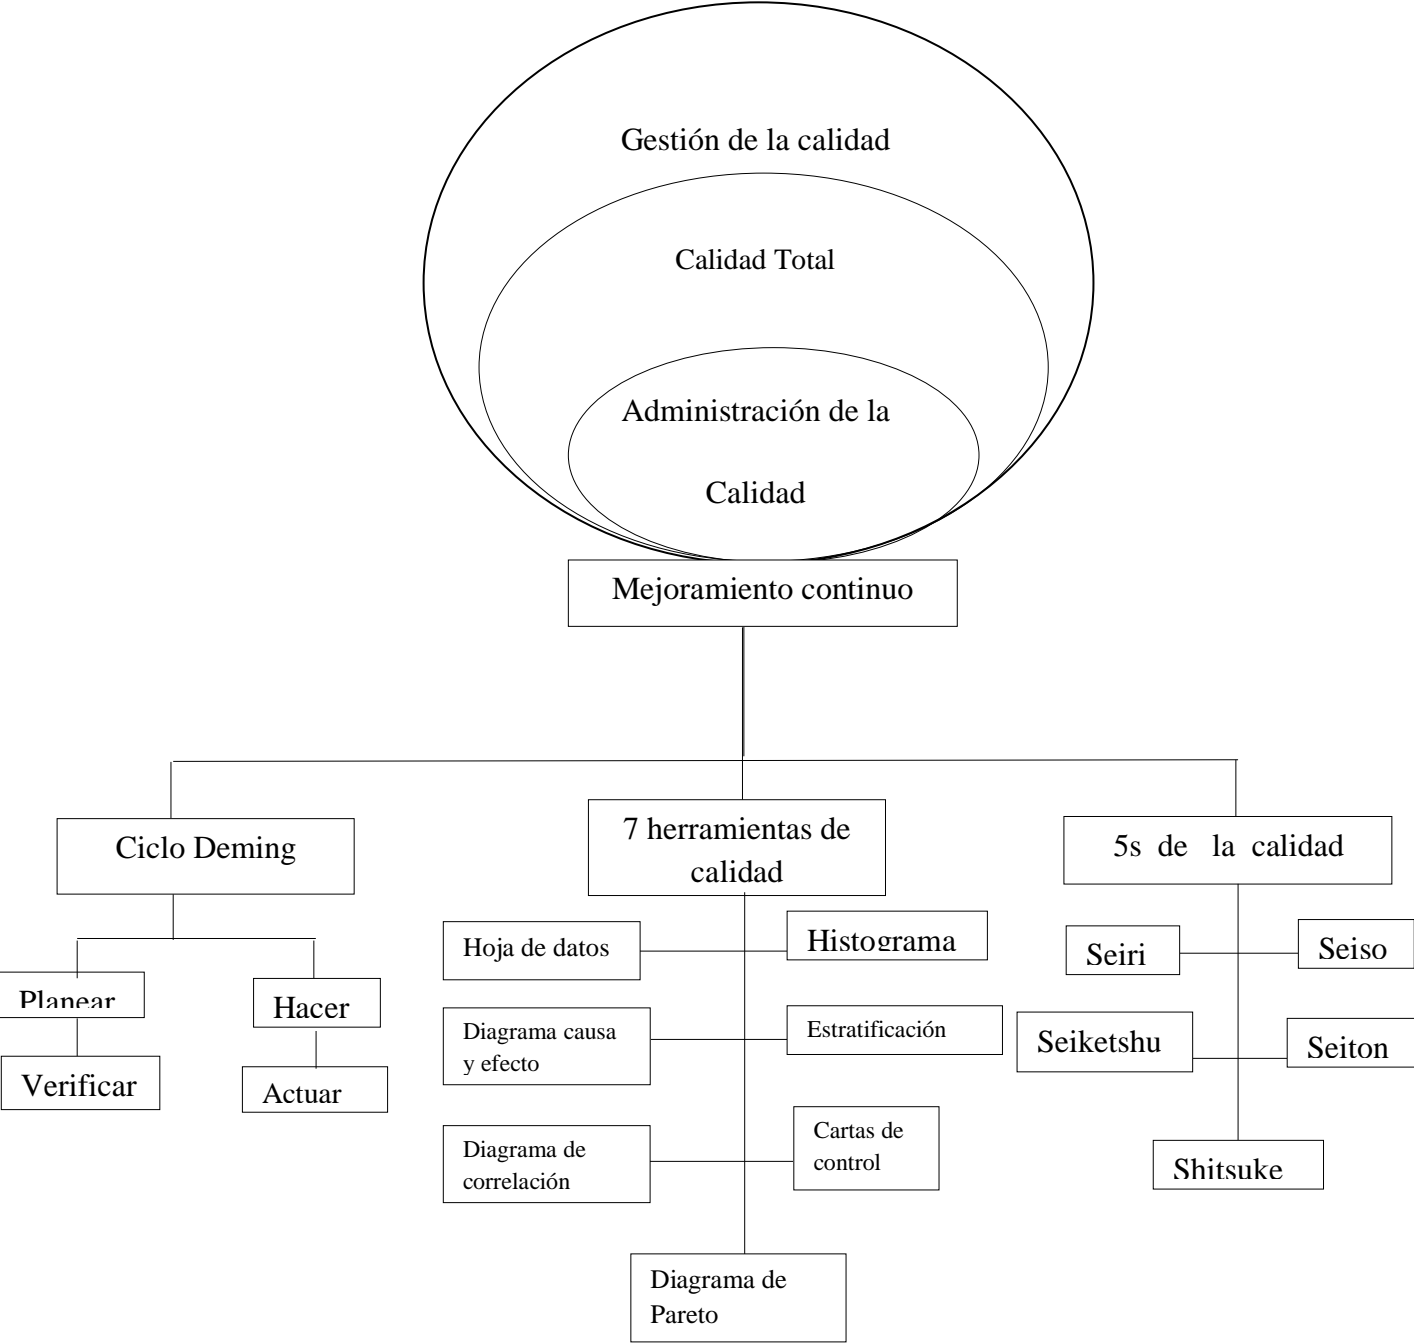 Gestión de la calidad
Calidad Total
Administración de la
Calidad
Mejoramiento continuo
Ciclo Deming
7 herramientas de
calidad
5s de la calidad
Planear
Hacer
Verificar
Actuar
Hoja de datos
Histograma
Diagrama causa
y efecto
Estratificación
Diagrama de
correlación
Cartas de
control
Diagrama de
Pareto
Seiri
Seiso
Seiketshu
Seiton
Shitsuke